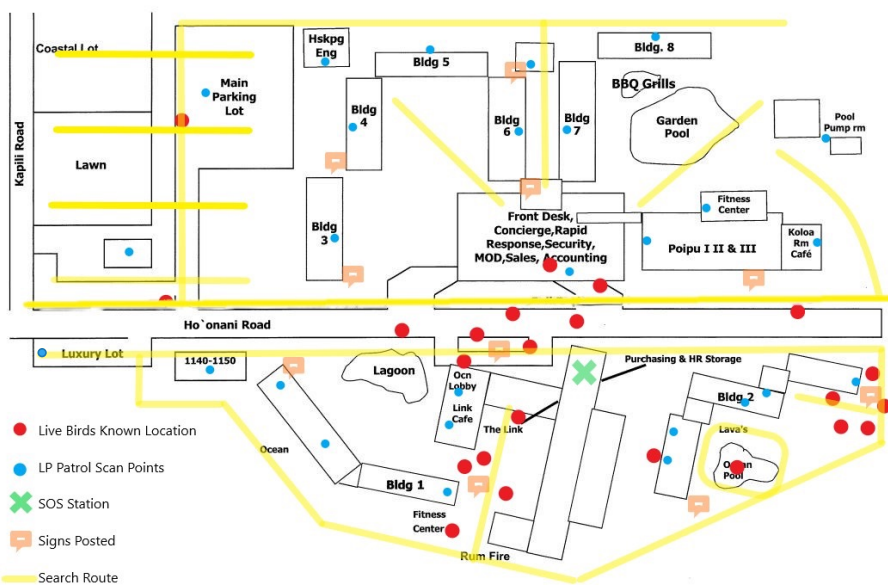 Coastal Lot
Kapili Road
Lawn
Main
Parking
Lot
Hskpg
Eng
Bldg 5
Bldg
4
Bldg
3
Bldg
6
Bldg
7
Bldg. 8
BBQ Grills
Garden
Pool
Pool
Pump rm
Front Desk,
Concierge,Rapid
Response,Security,
MOD,Sales, Accounting
Fitness
Center
Poipu I II & III
Koloa
Rm
Café
Ho`onani Road
Luxury Lot
1140-1150
Lagoon
Ocn
Lobby
Link
Cafe
The Link
Purchasing & HR Storage
Bldg 2
Lava's
Ocean
Pool
Ocean
Bldg 1
Fitness
Center
Rum Fire
Live Birds Known Location
LP Patrol Scan Points
SOS Station
Signs Posted
Search Route